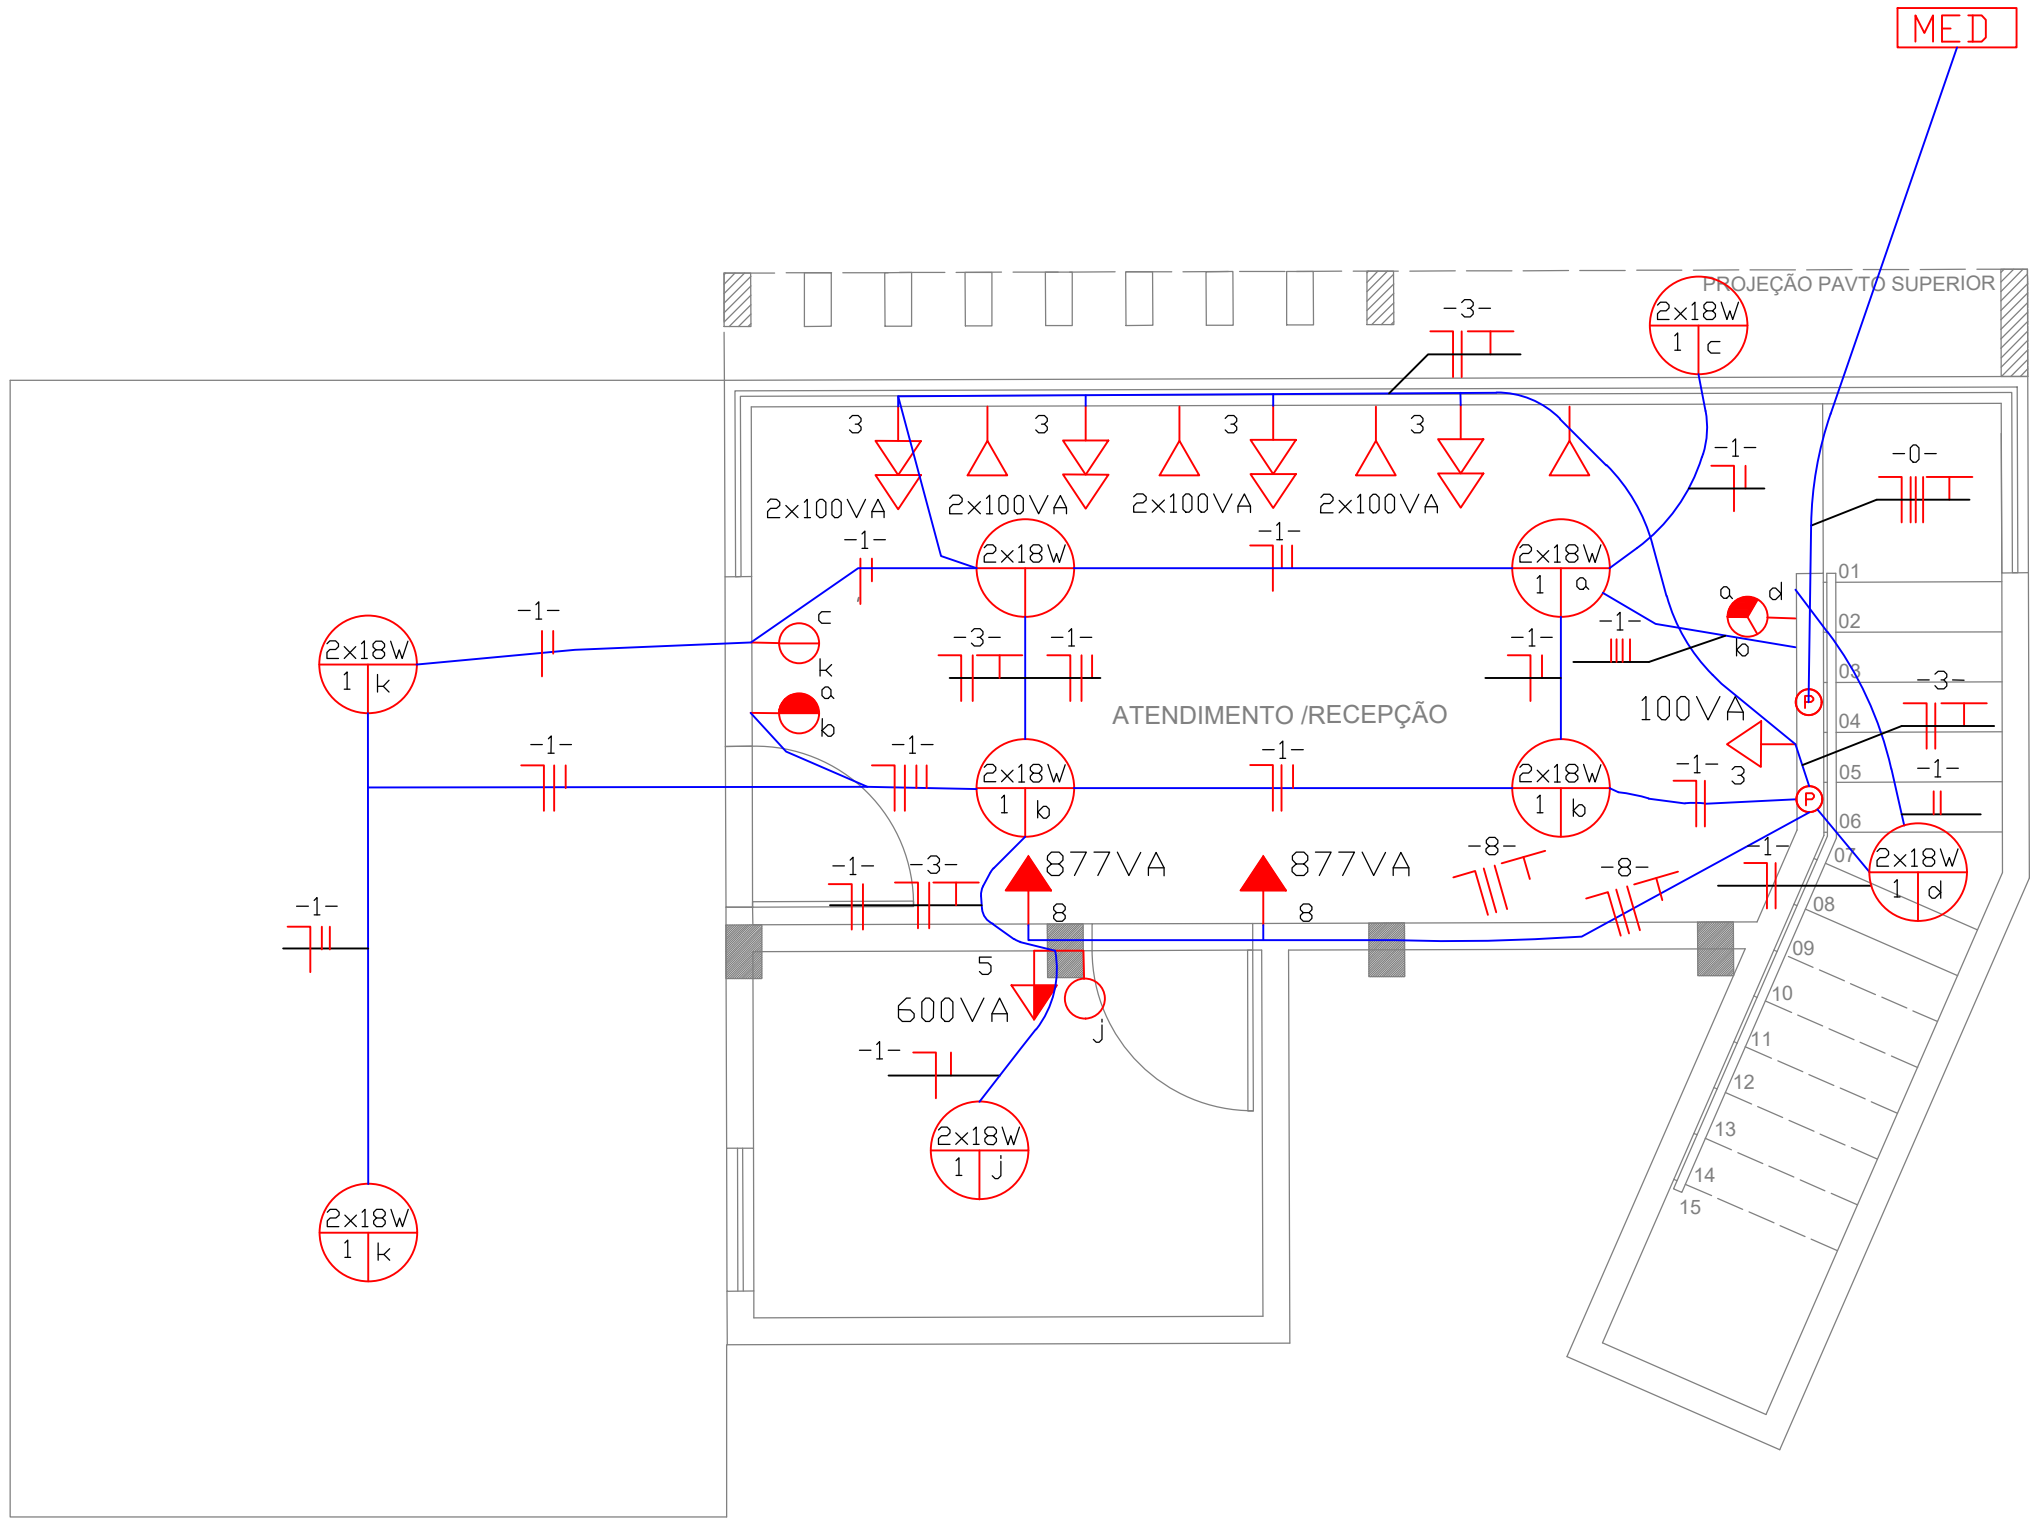 MED
PROJEÇÃO PAVTO SUPERIOR
-3-
2x18W
1 c
3
3
3
3
-1-
-0-
2x100VA
2x100VA
2x100VA
2x100VA
-1-
-1-
2x18W
2x18W
1 a
01
a d
b
02
-1-
c
k
2x18W
1 k
-3-
-1-
-1-
-1-
03
a
b
-3-
ATENDIMENTO /RECEPÇÃO
100VA
3
04
-1-
-1-
-1-
2x18W
1 b
2x18W
1 b
-1-
05
-1-
P
P
06
-1-
-3-
877VA
8
877VA
8
-8-
-8-
-1-
07
2x18W
1 d
08
-1-
09
5
600VA
j
10
-1-
11
12
2x18W
1 j
13
14
15
2x18W
1 k